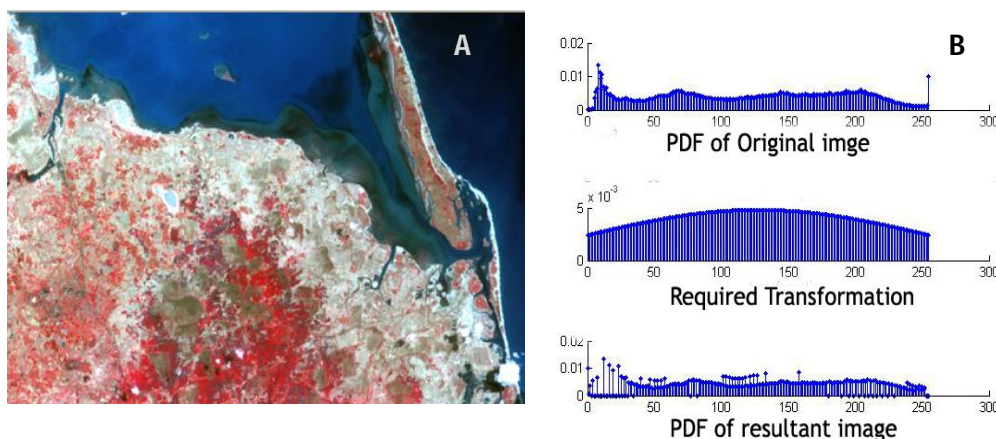 A
B
0.02
0.01
0
0 50 100 150 200 250 300
PDF of Original imge
x 10-3
5
0
0 50 100 150 200 250 300
Required Transformation
0.02
0.01
0
0 50 100 150 200 250 300
PDF of resultant image